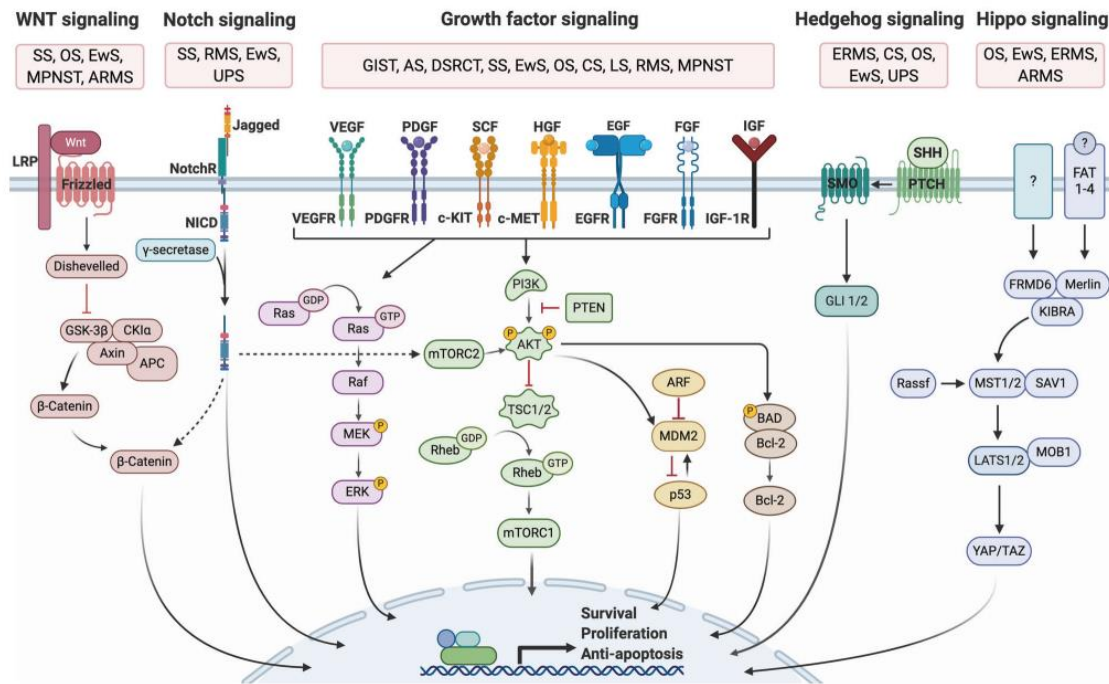 WNT signaling
Notch signaling
Growth factor signaling
Hedgehog signaling
Hippo signaling
SS, OS, EwS,
MPNST, ARMS
SS, RMS, EwS,
UPS
GIST, AS, DSRCT, SS, EwS, OS, CS, LS, RMS, MPNST
ERMS, CS, OS,
EwS, UPS
OS, EwS, ERMS,
ARMS
LRP
Wnt
Frizzled
Jagged
NotchR
NICD
VEGF
PDGF
SCF
HGF
EGF
FGF
IGF
VEGFR
PDGFR
c-KIT
c-MET
EGFR
FGFR
IGF-1R
SMO
SHH
PTCH
?
?
FAT
1-4
Dishevelled
γ-secretase
GSK-3β
CKIα
Axin
APC
β-Catenin
β-Catenin
Ras
GDP
Ras
GTP
Raf
MEK
P
ERK
P
PI3K
PTEN
P
P
AKT
mTORC2
TSC1/2
Rheb
GDP
Rheb
GTP
mTORC1
ARF
MDM2
p53
P
BAD
Bcl-2
Bcl-2
GLI 1/2
FRMD6
Merlin
KIBRA
Rassf
MST1/2
SAV1
LATS1/2
MOB1
YAP/TAZ
Survival
Proliferation
Anti-apoptosis